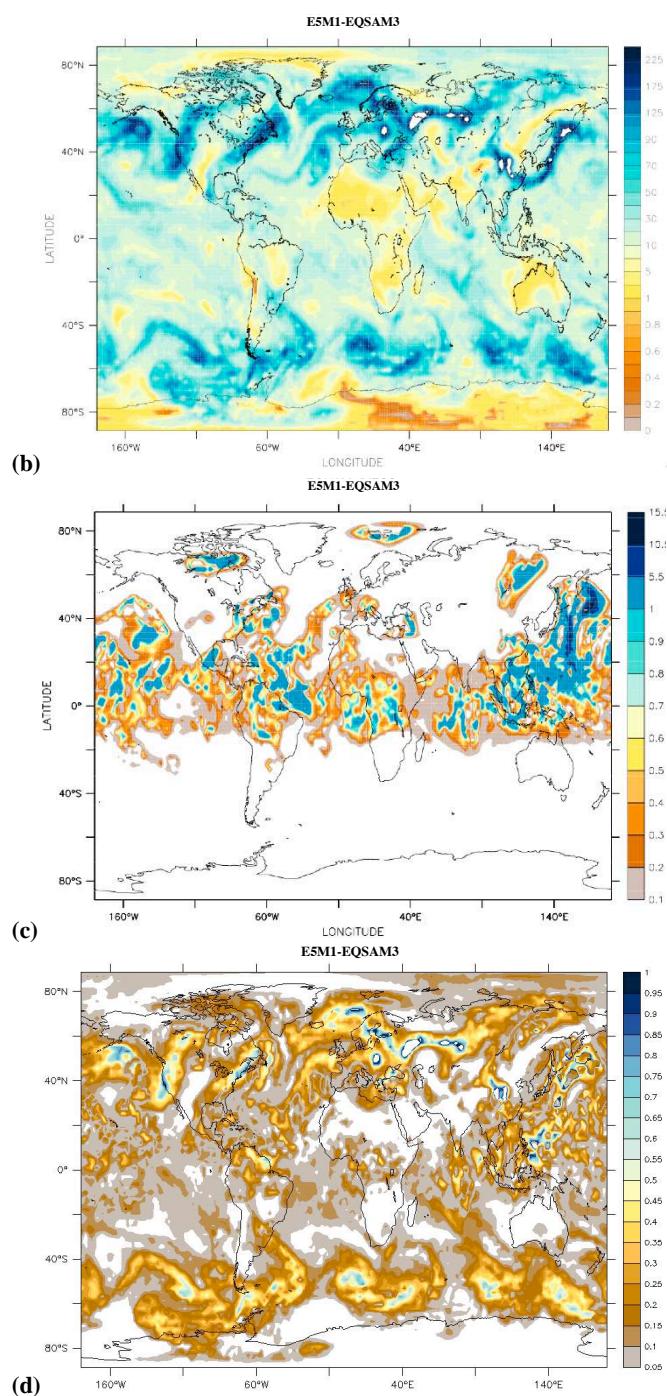 E5M1-EQSAM3
80°N
40°N
0°
40°S
80°S
LATITUDE
160°W
60°W
40°E
140°E
LONGITUDE
225
175
125
90
70
50
30
20
15
10
5
1
0.8
0.6
0.4
0.2
0
(b)
E5M1-EQSAM3
80°N
40°N
0°
40°S
80°S
LATITUDE
160°W
60°W
40°E
140°E
LONGITUDE
15.5
10.5
5.5
1
0.9
0.8
0.7
0.6
0.5
0.4
0.3
0.2
0.1
(c)
E5M1-EQSAM3
80°N
40°N
0°
40°S
80°S
160°W
60°W
40°E
140°E
1
0.95
0.9
0.85
0.8
0.75
0.7
0.65
0.6
0.55
0.5
0.45
0.4
0.35
0.3
0.25
0.2
0.15
0.1
0.05
(d)